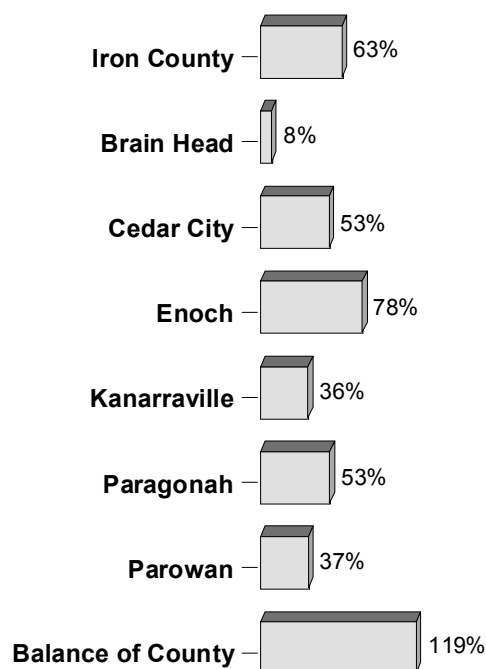 Iron County 63%
Brain Head 8%
Cedar City 53%
Enoch 78%
Kanarraville 36%
Paragonah 53%
Parowan 37%
Balance of County 119%